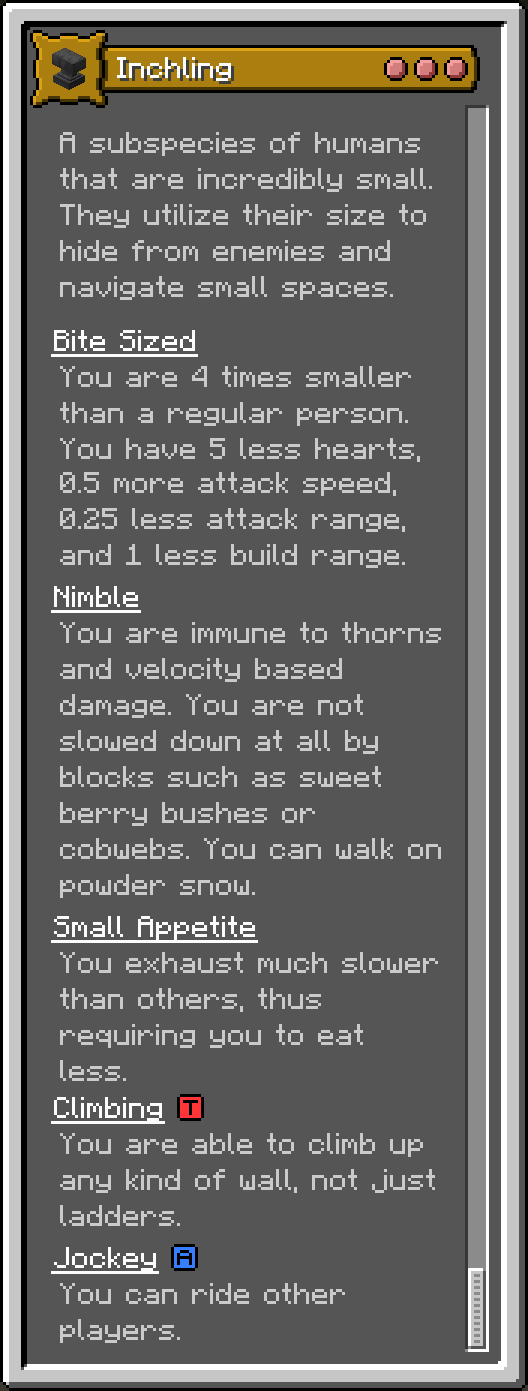 Inchling
A subspecies of humans
that are incredibly small.
They utilize their size to
hide from enemies and
navigate small spaces.
Bite Sized
You are 4 times smaller
than a regular person.
You have 5 less hearts,
0.5 more attack speed,
0.25 less attack range,
and 1 less build range.
Nimble
You are immune to thorns
and velocity based
damage. You are not
slowed down at all by
blocks such as sweet
berry bushes or
cobwebs. You can walk on
powder snow.
Small Appetite
You exhaust much slower
than others, thus
requiring you to eat
less.
Climbing T
You are able to climb up
any kind of wall, not just
ladders.
Jockey A
You can ride other
players.